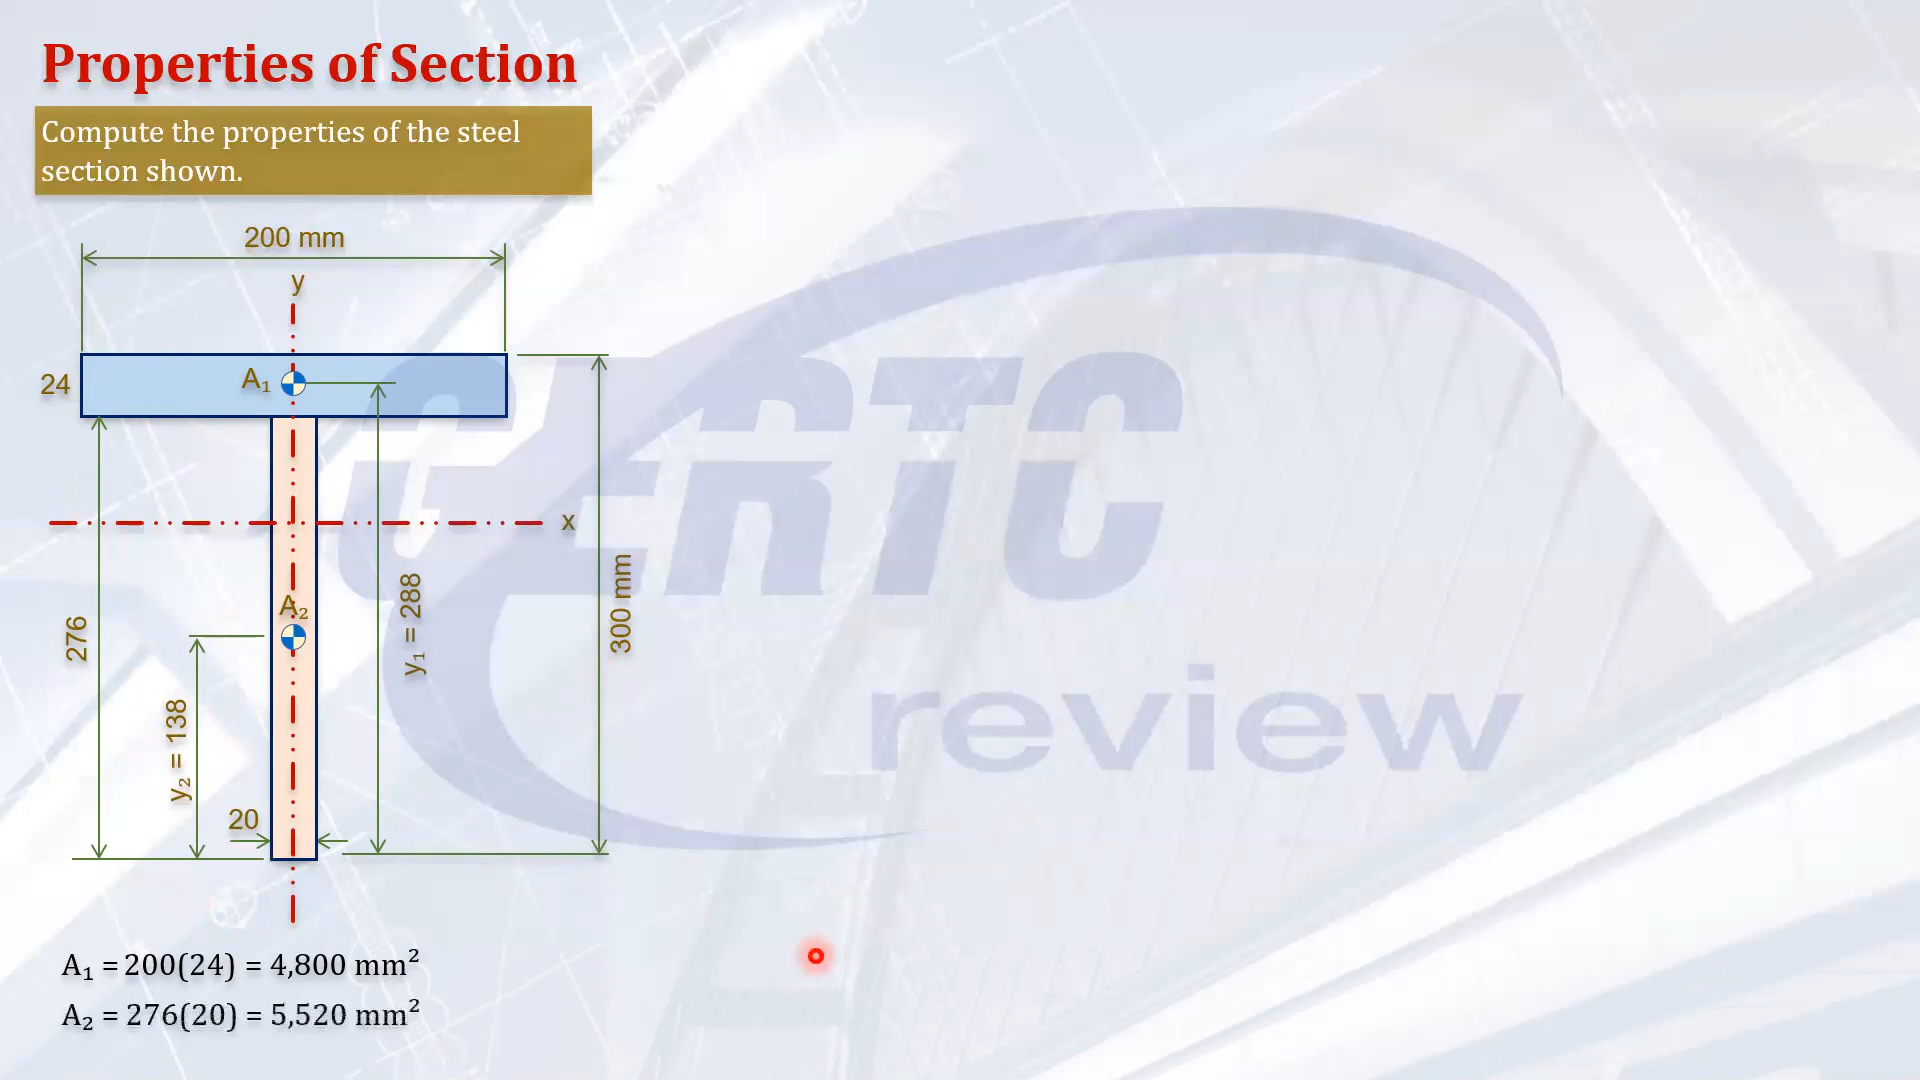 Properties of Section
Compute the properties of the steel
section shown.
200 mm
y
24
A₁
x
A₂
276
y₁ = 288
300 mm
y₂ = 138
20
A₁ = 200(24) = 4,800 mm²
A₂ = 276(20) = 5,520 mm²
CERTC
review